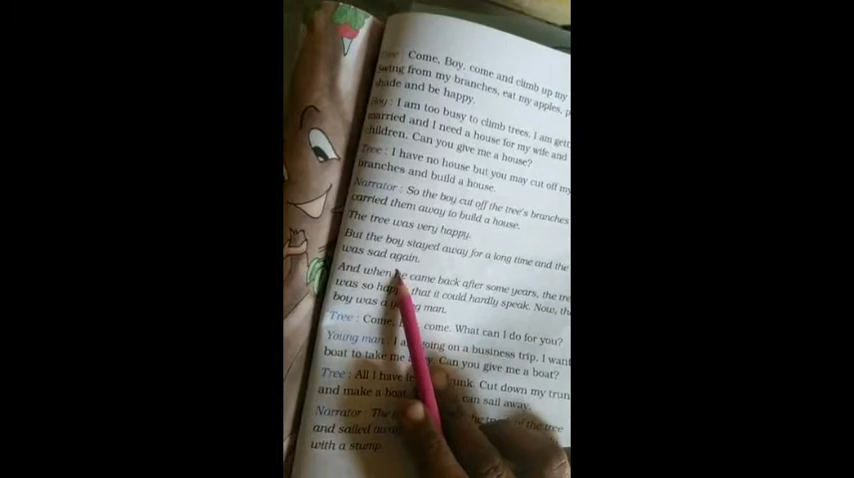 Tree : Come, Boy, come and climb up my
swing from my branches, eat my apples,
shade and be happy.
Boy : I am too busy to climb trees. I am
married and I need a house for my wife and
children. Can you give me a house?
Tree : I have no house but you may cut off my
branches and build a house.
Narrator : So the boy cut off the tree's branches
carried them away to build a house.
The tree was very happy.
But the boy stayed away for a long time and the
was sad again.
And when he came back after some years, the
was so happy that it could hardly speak. Now,
boy was a young man.
Tree : Come, come. What can I do for you?
Young man : I going on a business trip. I want
boat to take me Can you give me a boat?
Tree : All I have Cut down my
and make a boat. can sail away.
Narrator : of the tree
and sailed
with a stump.